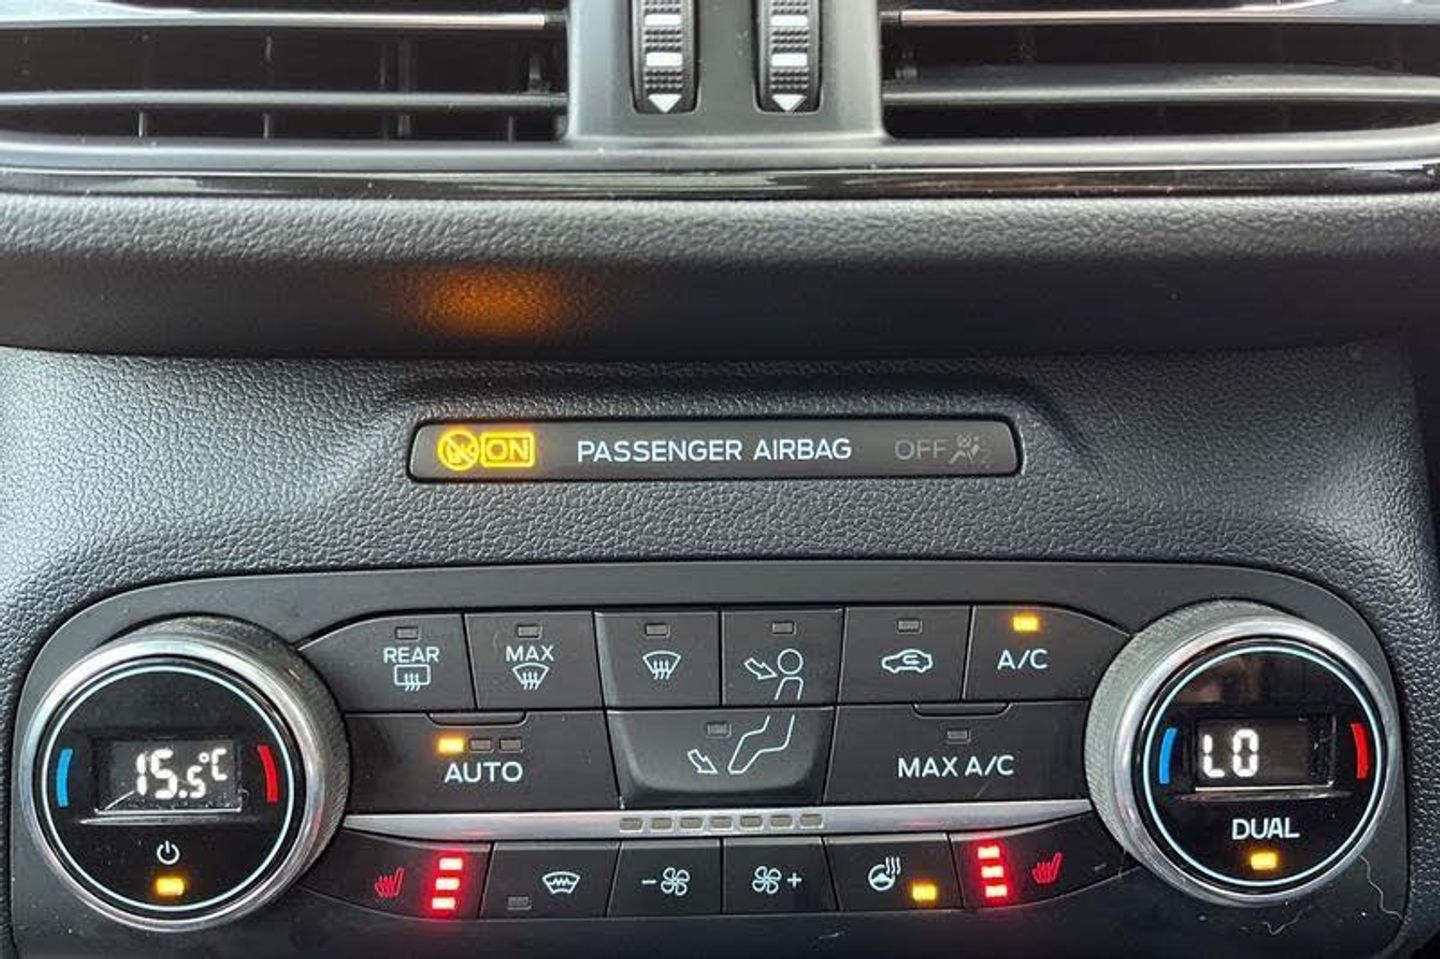 ON PASSENGER AIRBAG OFF
REAR MAX A/C
15.5°C AUTO MAX A/C LO
DUAL
- +